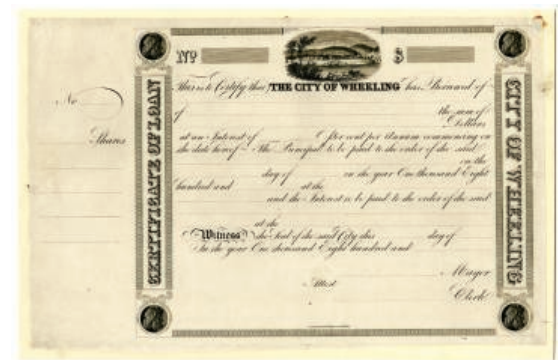 No
Shares
CERTIFICATE OF LOAN
No $
This is to Certify that THE CITY OF WHEELING has Borrowed of
of the sum of
Dollars
at an Interest of per cent per Annum commencing on
the date hereof The Principal to be paid to the order of the said
on the
day of in the year One thousand Eight
hundred and at the
and the Interest to be paid to the order of the said
at the
Witness the Seal of the said City this day of
In the year One thousand Eight hundred and
Mayor
Attest
Clerk
CITY OF WHEELING